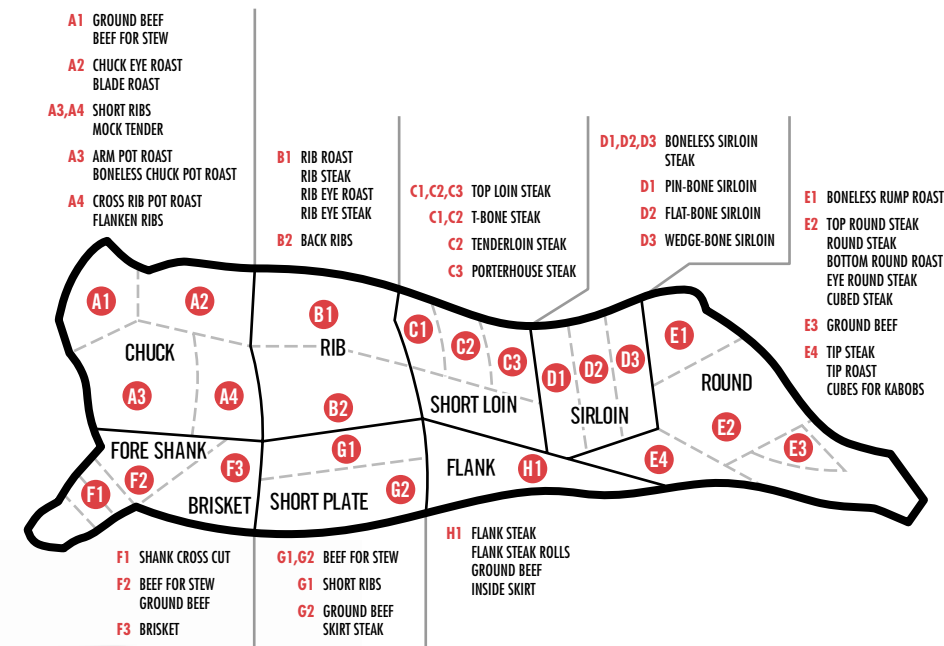 A1 GROUND BEEF
BEEF FOR STEW
A2 CHUCK EYE ROAST
BLADE ROAST
A3,A4 SHORT RIBS
MOCK TENDER
A3 ARM POT ROAST
BONELESS CHUCK POT ROAST
A4 CROSS RIB POT ROAST
FLANKEN RIBS
B1 RIB ROAST
RIB STEAK
RIB EYE ROAST
RIB EYE STEAK
B2 BACK RIBS
C1,C2,C3 TOP LOIN STEAK
C1,C2 T-BONE STEAK
C2 TENDERLOIN STEAK
C3 PORTERHOUSE STEAK
D1,D2,D3 BONELESS SIRLOIN
STEAK
D1 PIN-BONE SIRLOIN
D2 FLAT-BONE SIRLOIN
D3 WEDGE-BONE SIRLOIN
E1 BONELESS RUMP ROAST
E2 TOP ROUND STEAK
ROUND STEAK
BOTTOM ROUND ROAST
EYE ROUND STEAK
CUBED STEAK
E3 GROUND BEEF
E4 TIP STEAK
TIP ROAST
CUBES FOR KABOBS
A1
A2
CHUCK
A3
A4
B1
RIB
B2
C1
C2
C3
SHORT LOIN
D1
D2
D3
SIRLOIN
E1
ROUND
E2
E3
E4
FORE SHANK
F1
F2
F3
BRISKET
G1
SHORT PLATE
G2
FLANK
H1
F1 SHANK CROSS CUT
F2 BEEF FOR STEW
GROUND BEEF
F3 BRISKET
G1,G2 BEEF FOR STEW
G1 SHORT RIBS
G2 GROUND BEEF
SKIRT STEAK
H1 FLANK STEAK
FLANK STEAK ROLLS
GROUND BEEF
INSIDE SKIRT